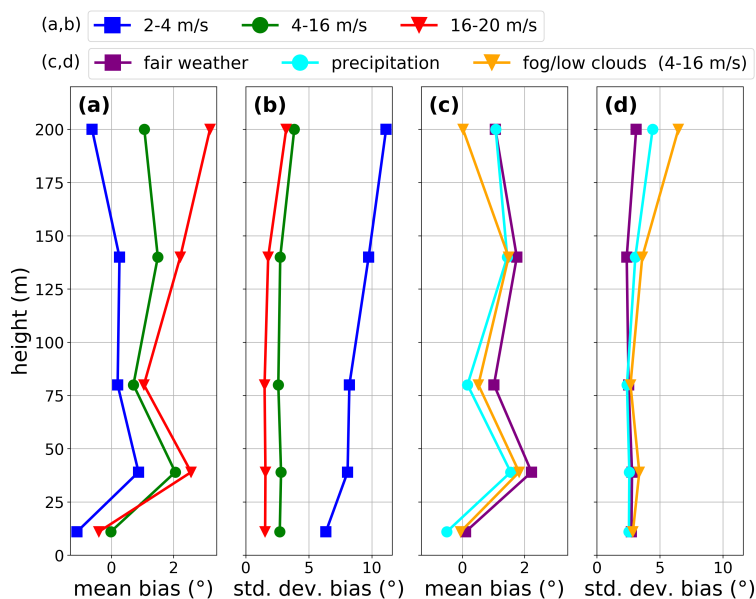 (a,b) 2-4 m/s 4-16 m/s 16-20 m/s
(c,d) fair weather precipitation fog/low clouds (4-16 m/s)
(a) (b) (c) (d)
height (m)
200
175
150
125
100
75
50
25
0
0 2 0 5 10 0 2 0 5 10
mean bias (°) std. dev. bias (°) mean bias (°) std. dev. bias (°)